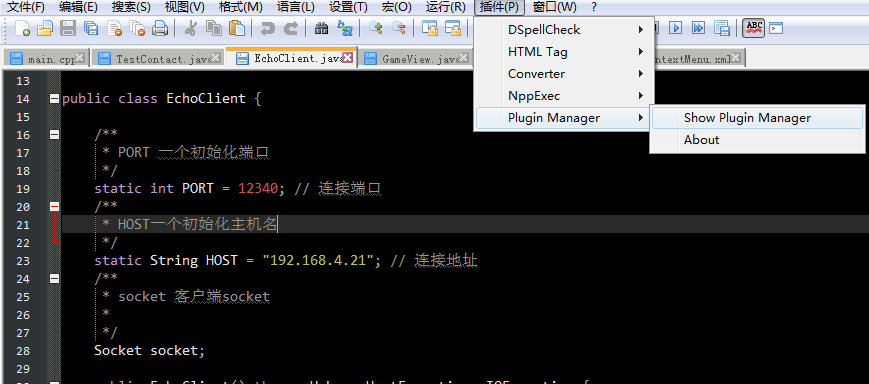 文件(F) 编辑(E) 搜索(S) 视图(V) 格式(M) 语言(L) 设置(T) 宏(O) 运行(R) 插件(P) 窗口(W) ?
DSpellCheck
HTML Tag
Converter
NppExec
Plugin Manager
Show Plugin Manager
About
ABC
main.cpp TestContact.java EchoClient.java GameView.java ntextMenu.xml
13
14 public class EchoClient {
15
16 /**
17 * PORT 一个初始化端口
18 */
19 static int PORT = 12340; // 连接端口
20 /**
21 * HOST一个初始化主机名
22 */
23 static String HOST = "192.168.4.21"; // 连接地址
24 /**
25 * socket 客户端socket
26 *
27 */
28 Socket socket;
29